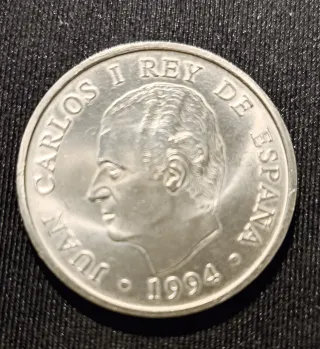 JUAN CARLOS I REY DE ESPAÑA
• 1994 •